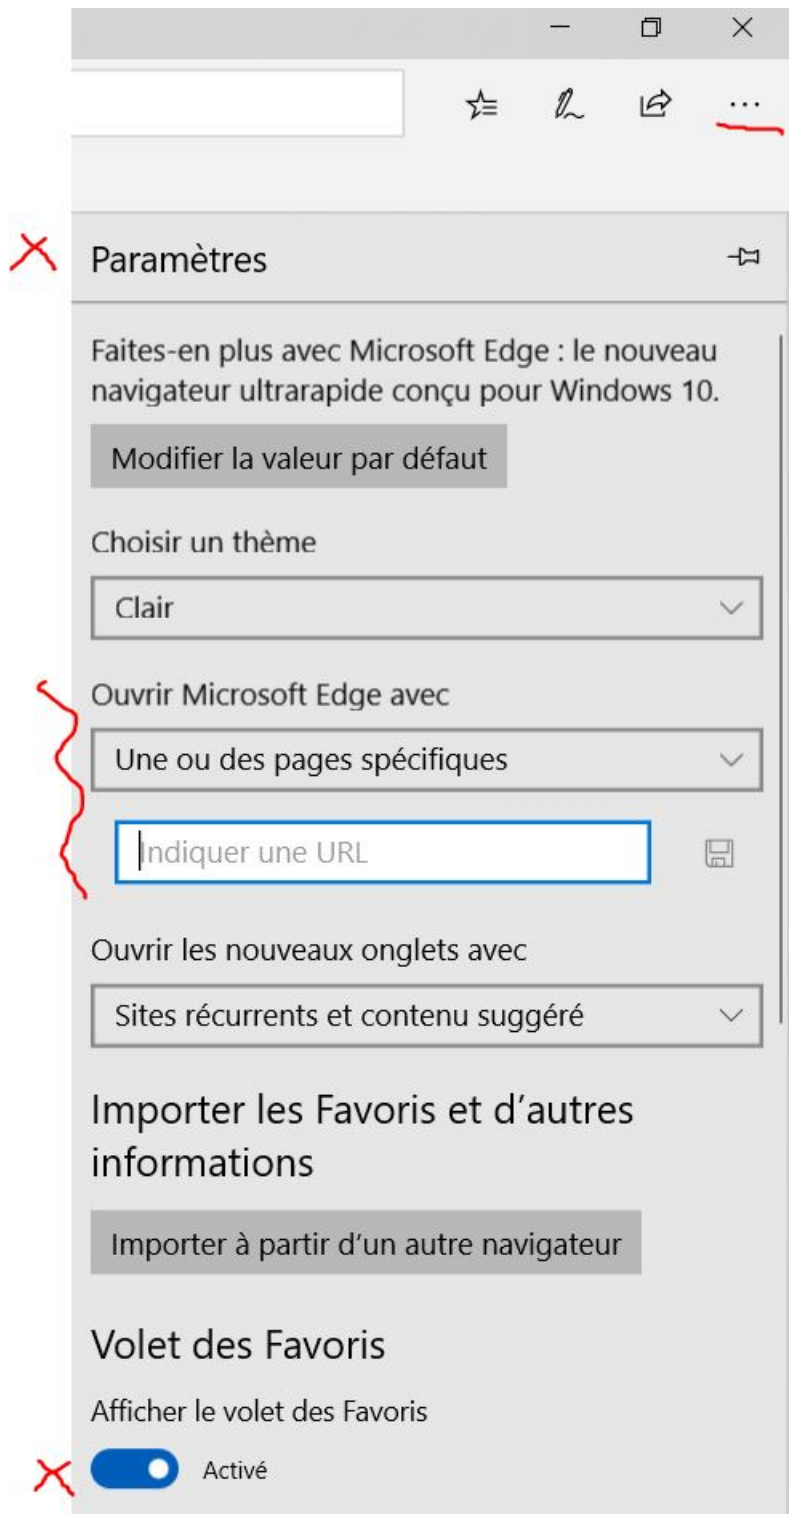 Paramètres
Faites-en plus avec Microsoft Edge : le nouveau
navigateur ultrarapide conçu pour Windows 10.
Modifier la valeur par défaut
Choisir un thème
Clair
Ouvrir Microsoft Edge avec
Une ou des pages spécifiques
Indiquer une URL
Ouvrir les nouveaux onglets avec
Sites récurrents et contenu suggéré
Importer les Favoris et d’autres
informations
Importer à partir d’un autre navigateur
Volet des Favoris
Afficher le volet des Favoris
Activé